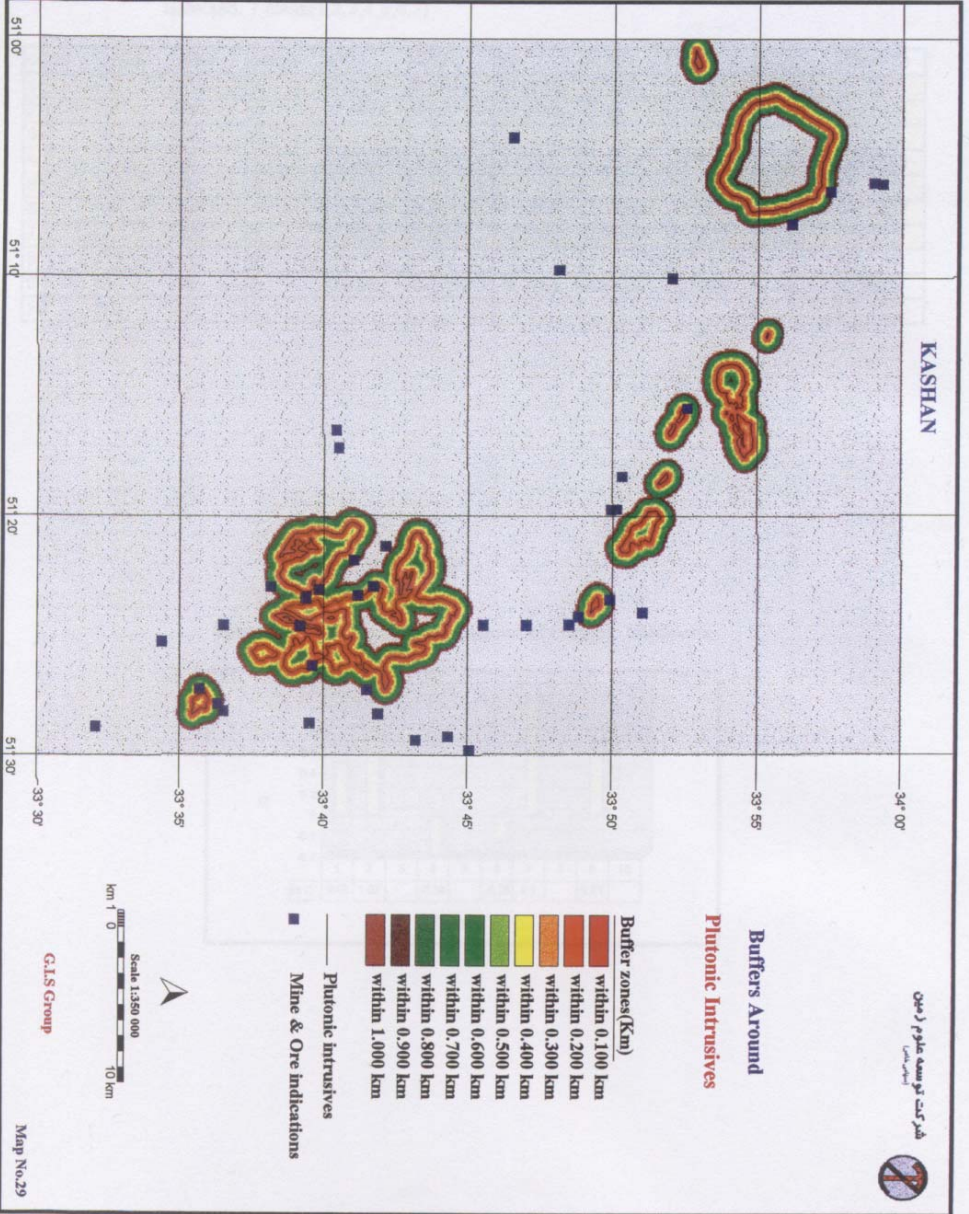 KASHAN
شرکت توسعه علوم زمین
(سهامی خاص)
Buffers Around
Plutonic Intrusives
Buffer zones(Km)
within 0.100 km
within 0.200 km
within 0.300 km
within 0.400 km
within 0.500 km
within 0.600 km
within 0.700 km
within 0.800 km
within 0.900 km
within 1.000 km
Plutonic intrusives
Mine & Ore indications
Scale 1:350 000
km 1 0 10 km
G.I.S Group
Map No.29
34° 00'
33° 55'
33° 50'
33° 45'
33° 40'
33° 35'
33° 30'
51° 00'
51° 10'
51° 20'
51° 30'